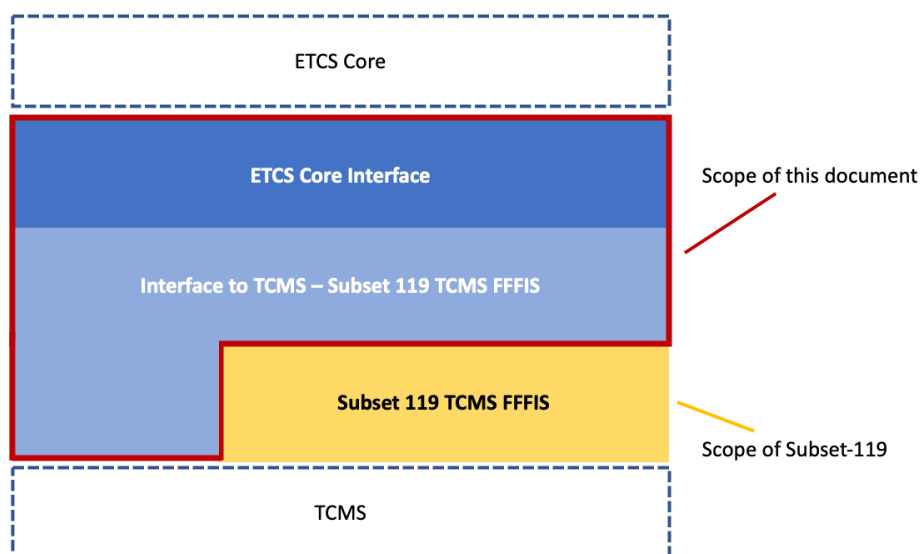 ETCS Core
ETCS Core Interface
Scope of this document
Interface to TCMS – Subset 119 TCMS FFFIS
Subset 119 TCMS FFFIS
Scope of Subset-119
TCMS